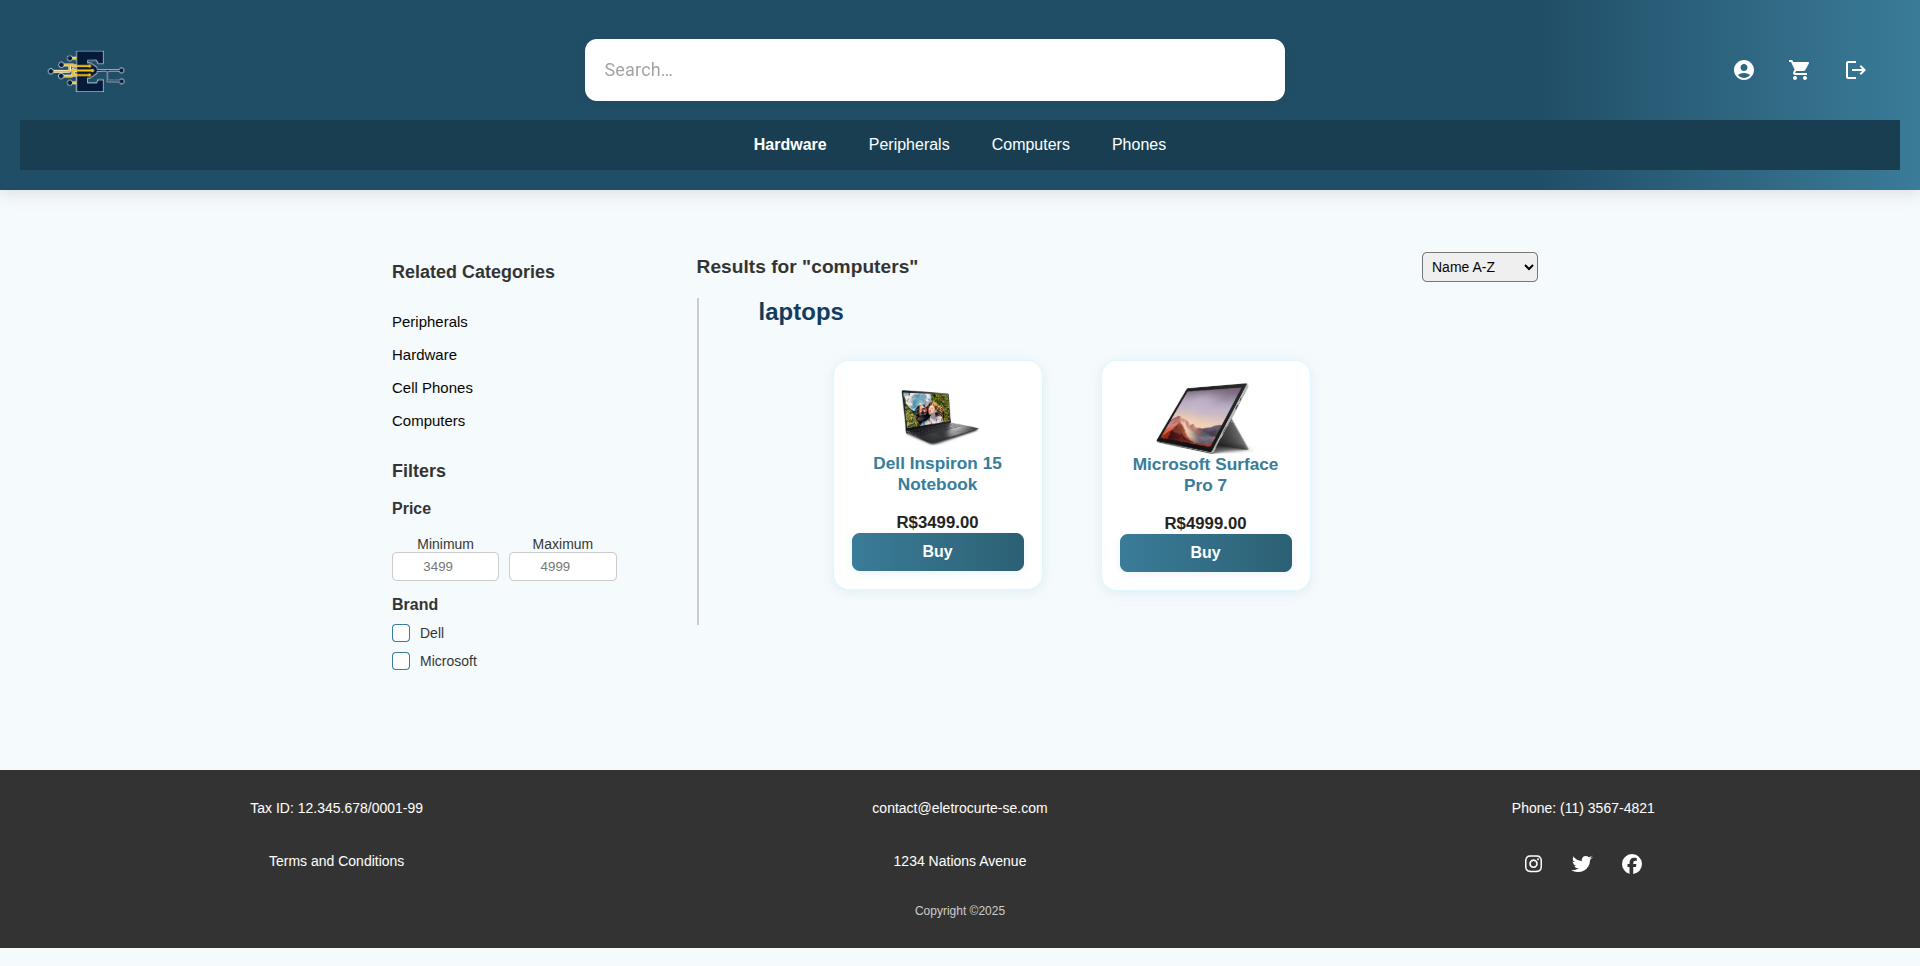 Search...
Hardware
Peripherals
Computers
Phones
Related Categories
Peripherals
Hardware
Cell Phones
Computers
Filters
Price
Minimum
Maximum
3499
4999
Brand
Dell
Microsoft
Results for "computers"
Name A-Z
laptops
Dell Inspiron 15
Notebook
R$3499.00
Buy
Microsoft Surface
Pro 7
R$4999.00
Buy
Tax ID: 12.345.678/0001-99
contact@eletrocurte-se.com
Phone: (11) 3567-4821
Terms and Conditions
1234 Nations Avenue
Copyright ©2025